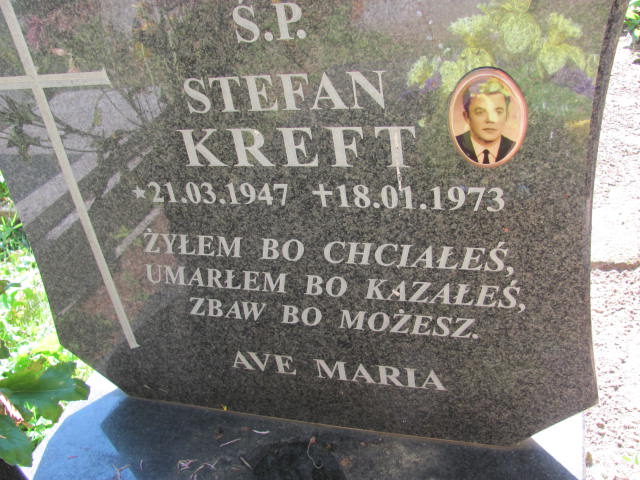 Ś.P.
STEFAN
KREFT
*21.03.1947 +18.01.1973
ŻYŁEM BO CHCIAŁEŚ,
UMARŁEM BO KAZAŁEŚ,
ZBAW BO MOŻESZ.
AVE MARIA